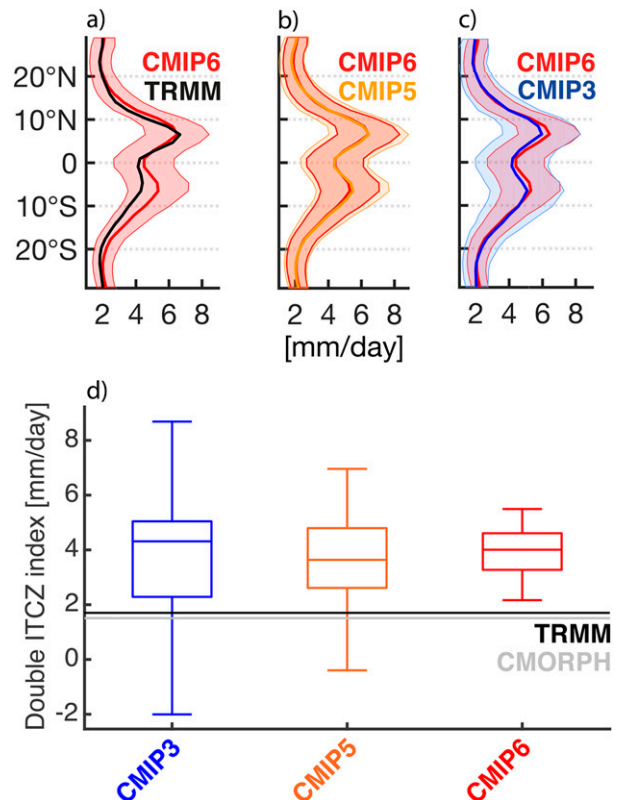 a)
b)
c)
CMIP6
TRMM
CMIP6
CMIP5
CMIP6
CMIP3
20°N
10°N
0
10°S
20°S
2 4 6 8
2 4 6 8
2 4 6 8
[mm/day]
d)
Double ITCZ index [mm/day]
8
6
4
2
0
-2
TRMM
CMORPH
CMIP3
CMIP5
CMIP6